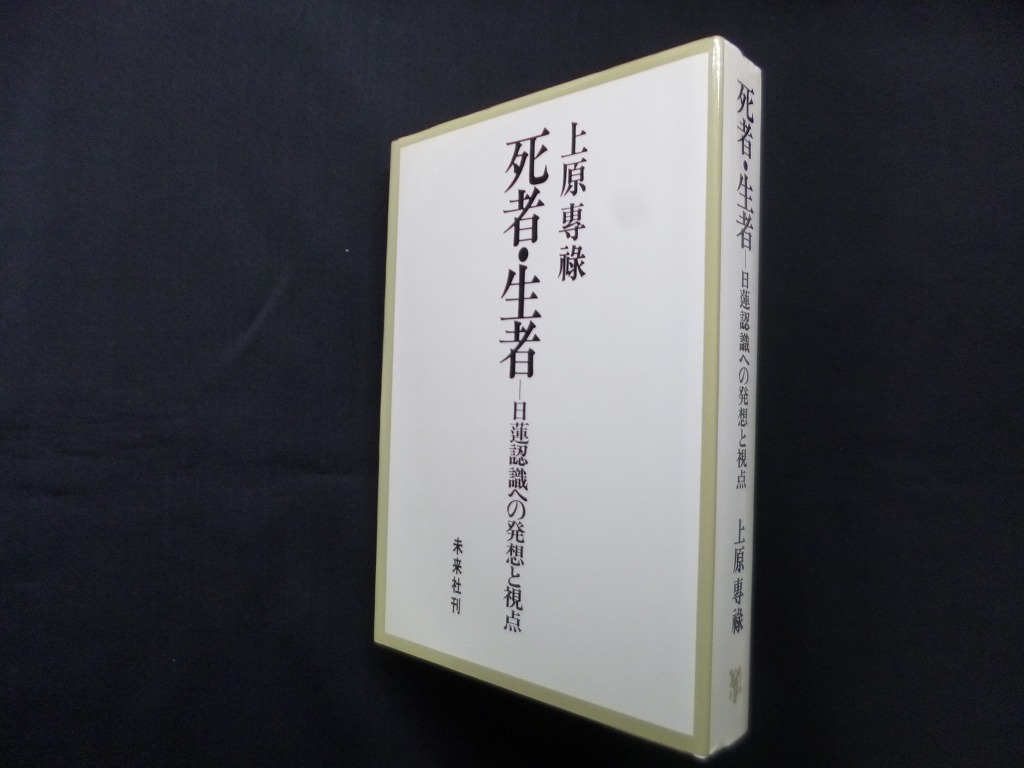 上原專祿
死者・生者
―日蓮認識への発想と視点
未来社刊
死者・生者―日蓮認識への発想と視点
上原專祿